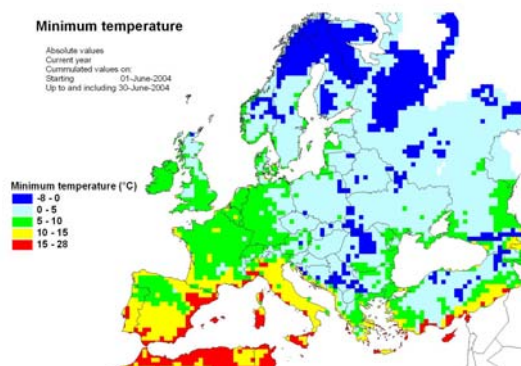 Minimum temperature
Absolute values
Current year
Cummulated values on:
Starting 01-June-2004
Up to and including 30-June-2004
Minimum temperature (°C)
-8 - 0
0 - 5
5 - 10
10 - 15
15 - 28